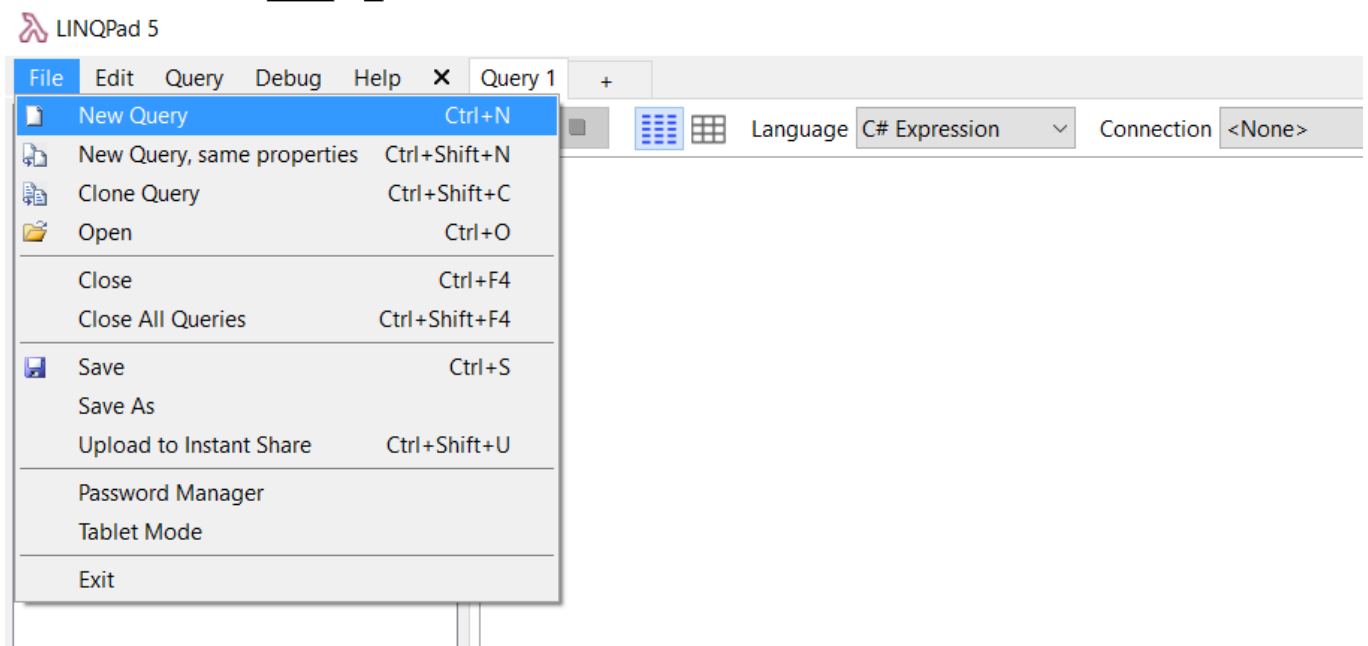 LINQPad 5
File Edit Query Debug Help X Query 1 +
Language C# Expression Connection <None>
New Query Ctrl+N
New Query, same properties Ctrl+Shift+N
Clone Query Ctrl+Shift+C
Open Ctrl+O
Close Ctrl+F4
Close All Queries Ctrl+Shift+F4
Save Ctrl+S
Save As
Upload to Instant Share Ctrl+Shift+U
Password Manager
Tablet Mode
Exit